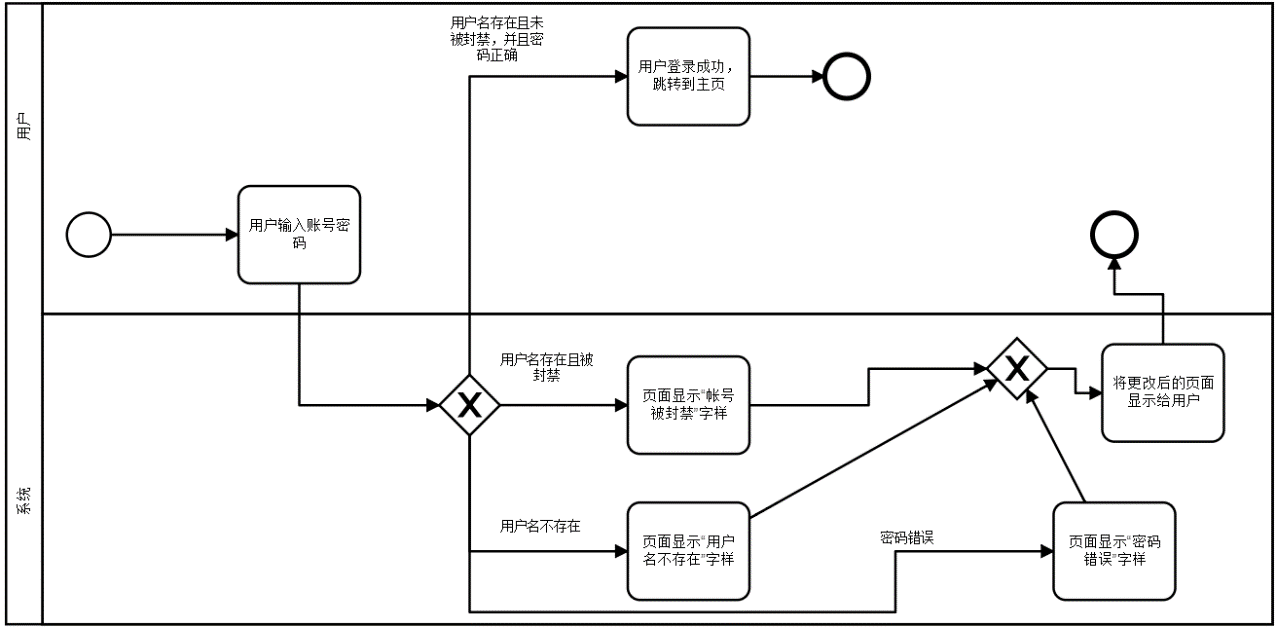 用户名存在且未
被封禁，并且密
码正确
用户登录成功，
跳转到主页
用户
用户输入账号密
码
用户名存在且被
封禁
页面显示“帐号
被封禁”字样
将更改后的页面
显示给用户
系统
用户名不存在
页面显示“用户
名不存在”字样
密码错误
页面显示“密码
错误”字样